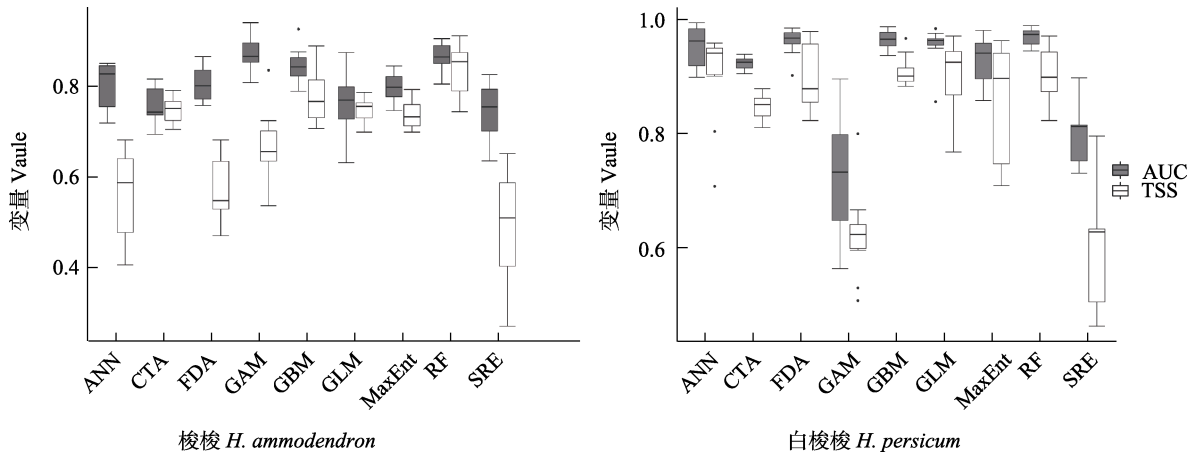 变量 Vaule
0.8
0.6
0.4
ANN
CTA
FDA
GAM
GBM
GLM
MaxEnt
RF
SRE
梭梭 H. ammodendron
变量 Vaule
1.0
0.8
0.6
ANN
CTA
FDA
GAM
GBM
GLM
MaxEnt
RF
SRE
白梭梭 H. persicum
AUC
TSS